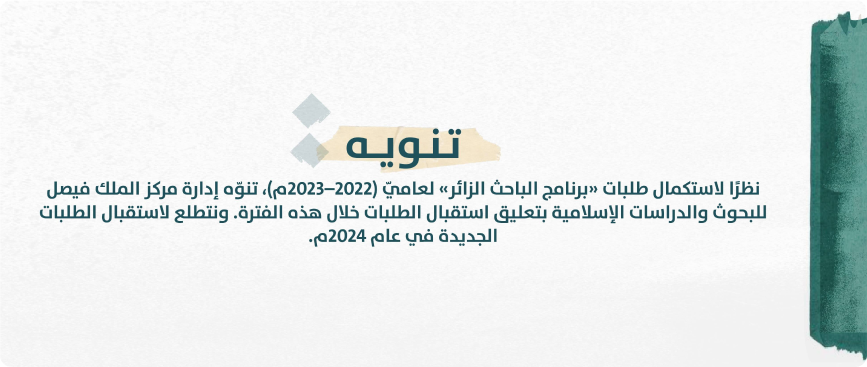 تنويه
نظرًا لاستكمال طلبات «برنامج الباحث الزائر» لعاميّ (2022–2023م)، تنوّه إدارة مركز الملك فيصل
للبحوث والدراسات الإسلامية بتعليق استقبال الطلبات خلال هذه الفترة. ونتطلع لاستقبال الطلبات
الجديدة في عام 2024م.